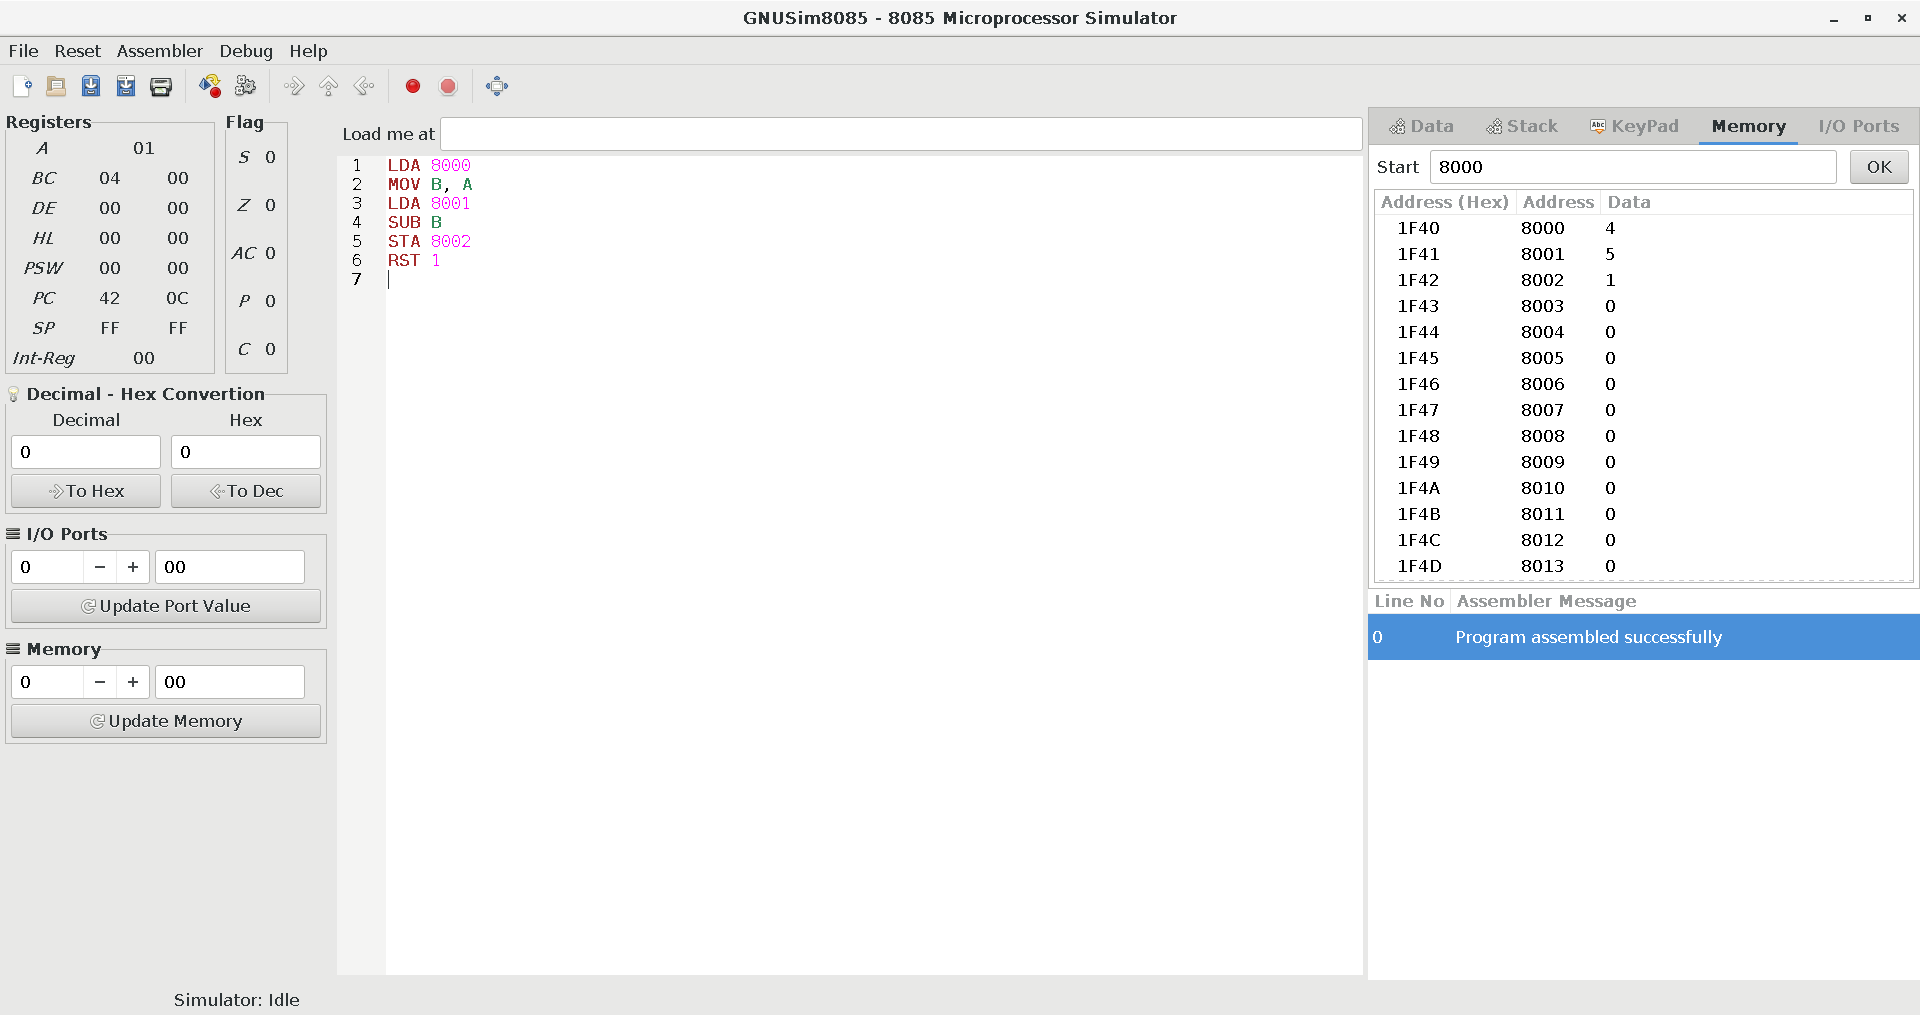 GNUSim8085 - 8085 Microprocessor Simulator
File Reset Assembler Debug Help
Registers
A 01
BC 04 00
DE 00 00
HL 00 00
PSW 00 00
PC 42 0C
SP FF FF
Int-Reg 00
Flag
S 0
Z 0
AC 0
P 0
C 0
Decimal - Hex Convertion
Decimal Hex
0 0
To Hex To Dec
I/O Ports
0 − + 00
Update Port Value
Memory
0 − + 00
Update Memory
Load me at
1 LDA 8000
2 MOV B, A
3 LDA 8001
4 SUB B
5 STA 8002
6 RST 1
7
Data Stack Abc KeyPad Memory I/O Ports
Start 8000 OK
Address (Hex) Address Data
1F40 8000 4
1F41 8001 5
1F42 8002 1
1F43 8003 0
1F44 8004 0
1F45 8005 0
1F46 8006 0
1F47 8007 0
1F48 8008 0
1F49 8009 0
1F4A 8010 0
1F4B 8011 0
1F4C 8012 0
1F4D 8013 0
Line No Assembler Message
0 Program assembled successfully
Simulator: Idle